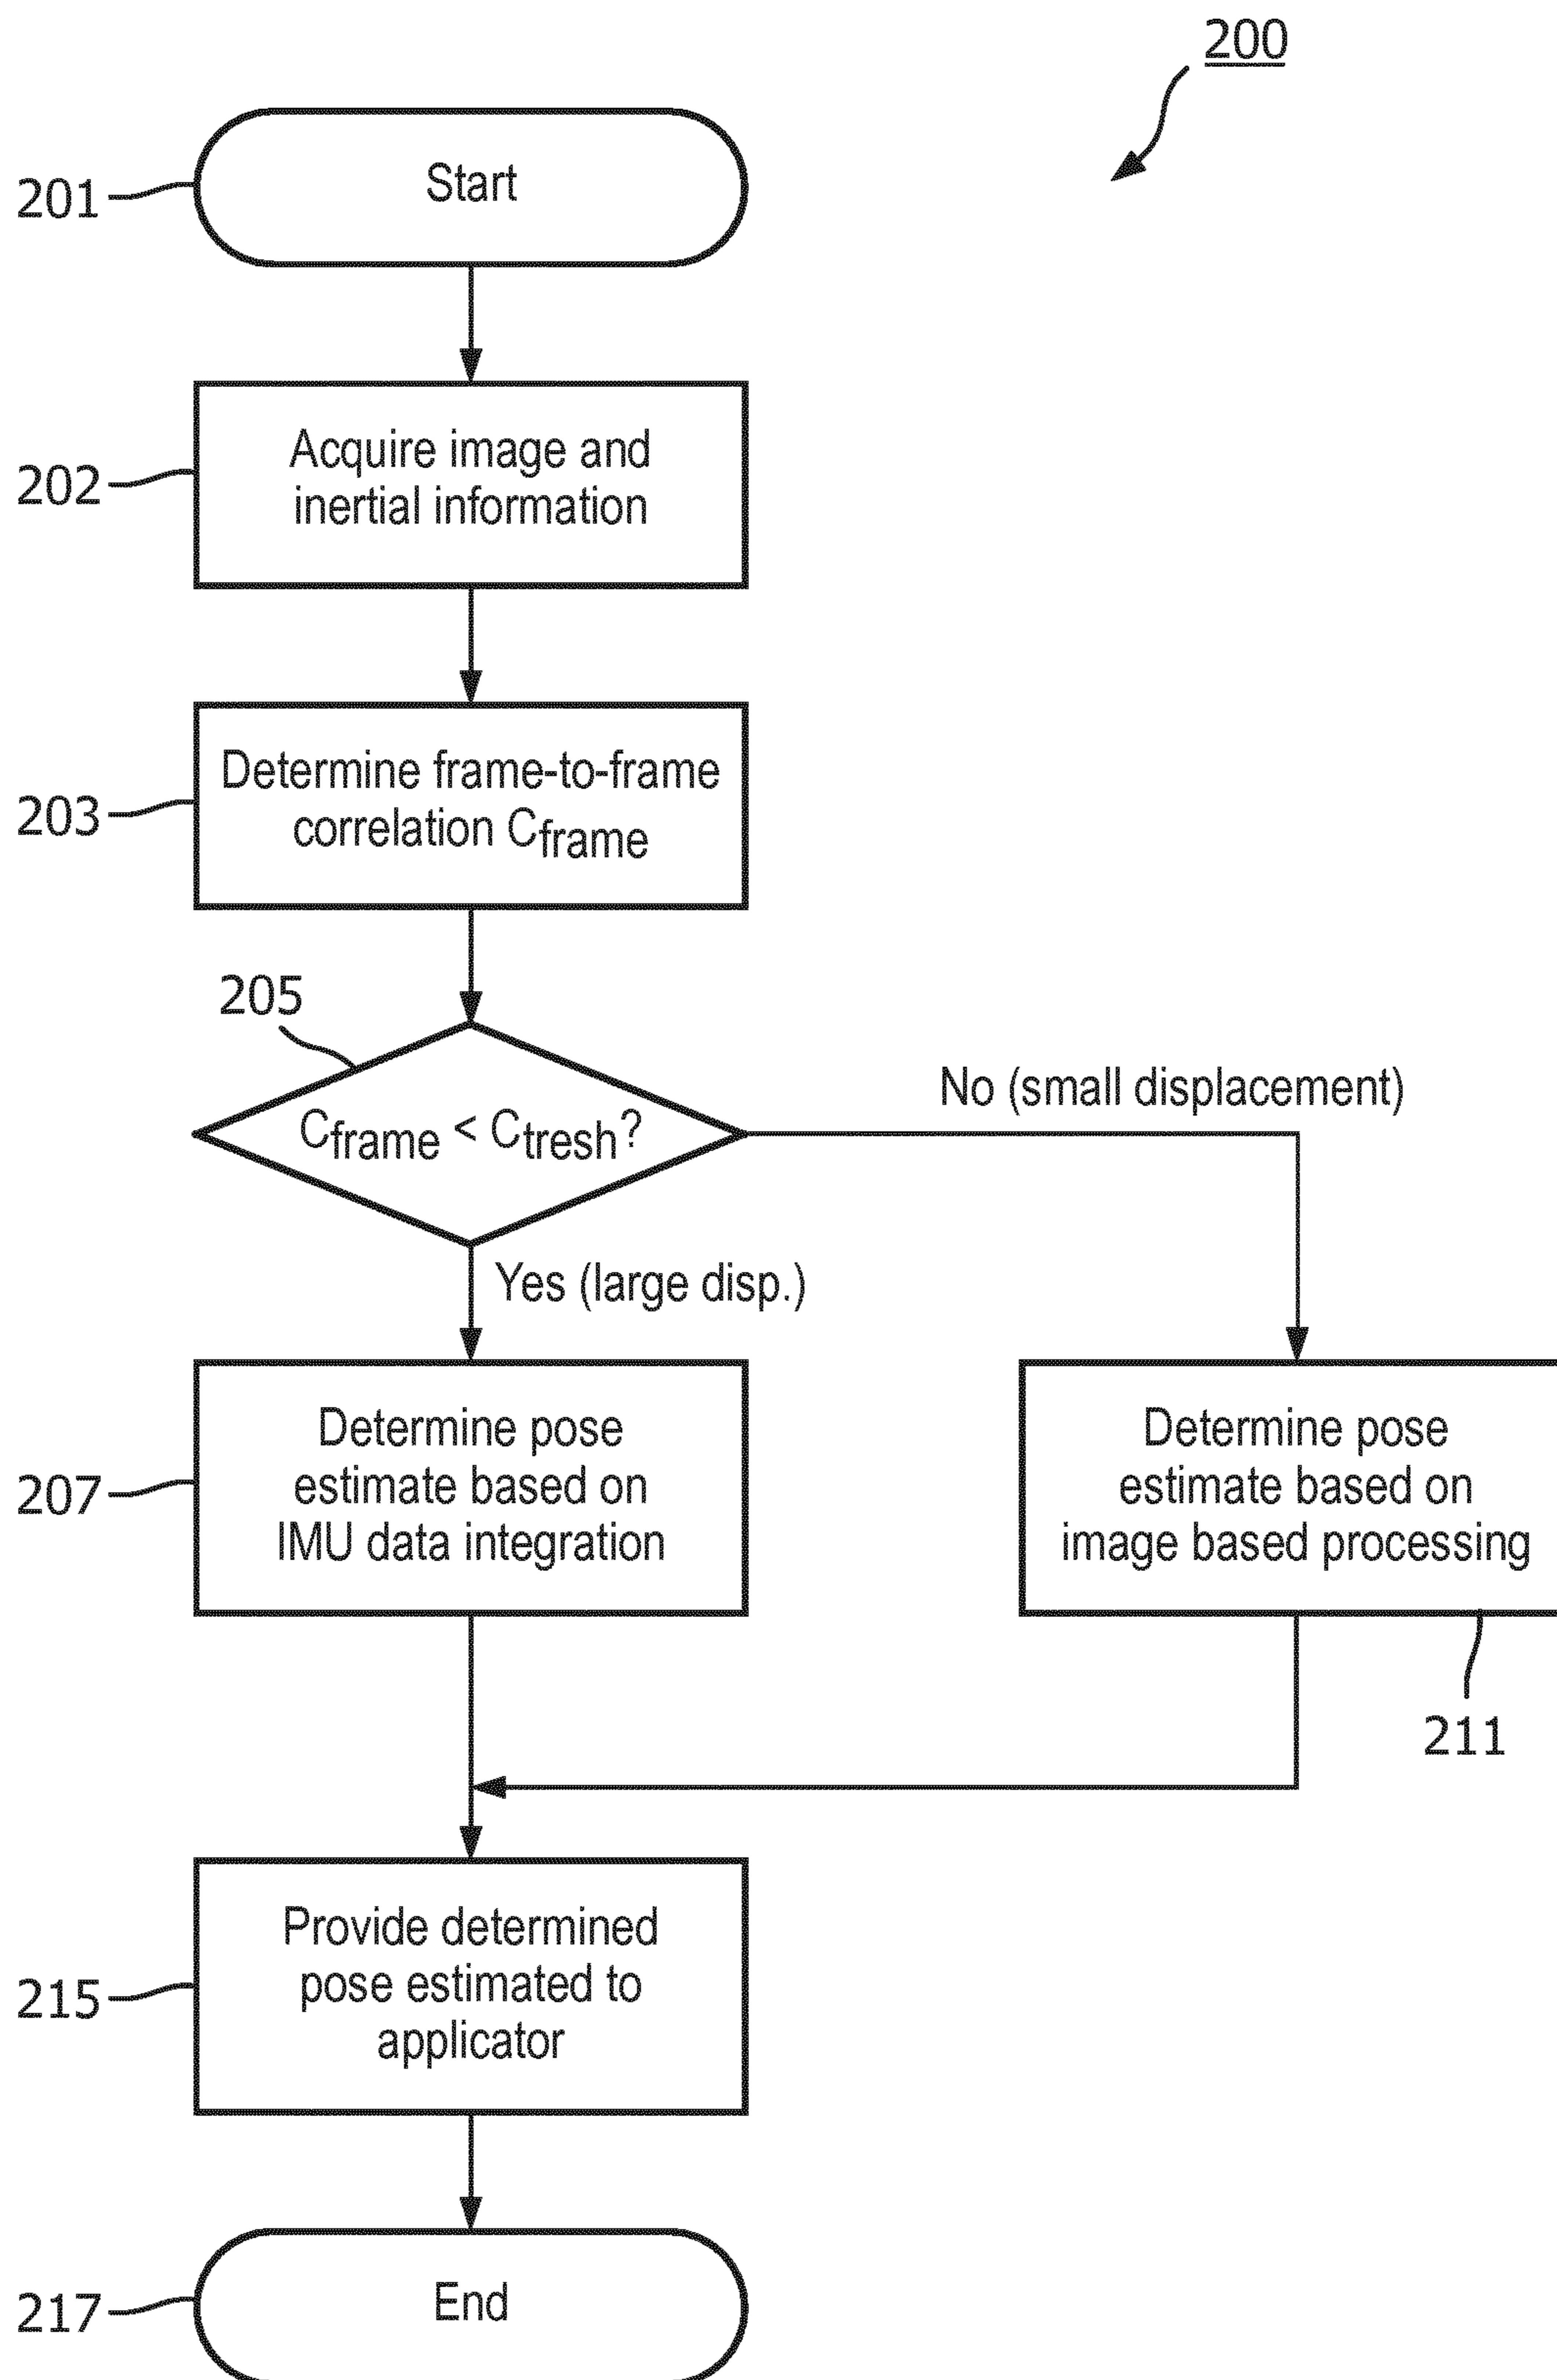 200
201
Start
202
Acquire image and
inertial information
203
Determine frame-to-frame
correlation Cframe
205
Cframe < Ctresh?
No (small displacement)
Yes (large disp.)
207
Determine pose
estimate based on
IMU data integration
Determine pose
estimate based on
image based processing
211
215
Provide determined
pose estimated to
applicator
217
End